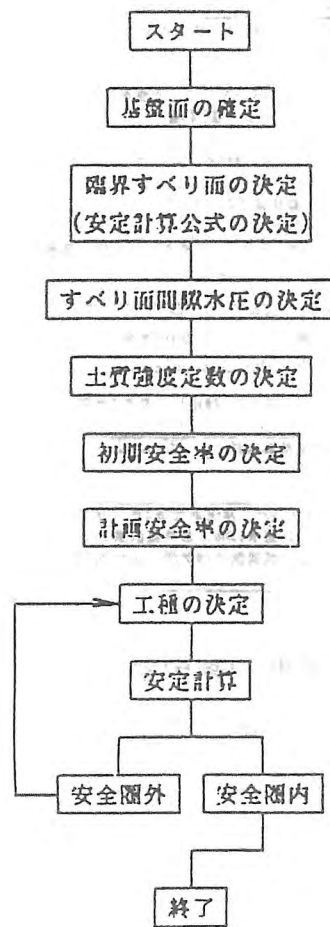 スタート
基盤面の確定
臨界すべり面の決定
(安定計算公式の決定)
すべり面間隙水圧の決定
土質強度定数の決定
初期安全率の決定
計画安全率の決定
工種の決定
安定計算
安全圏外
安全圏内
終了